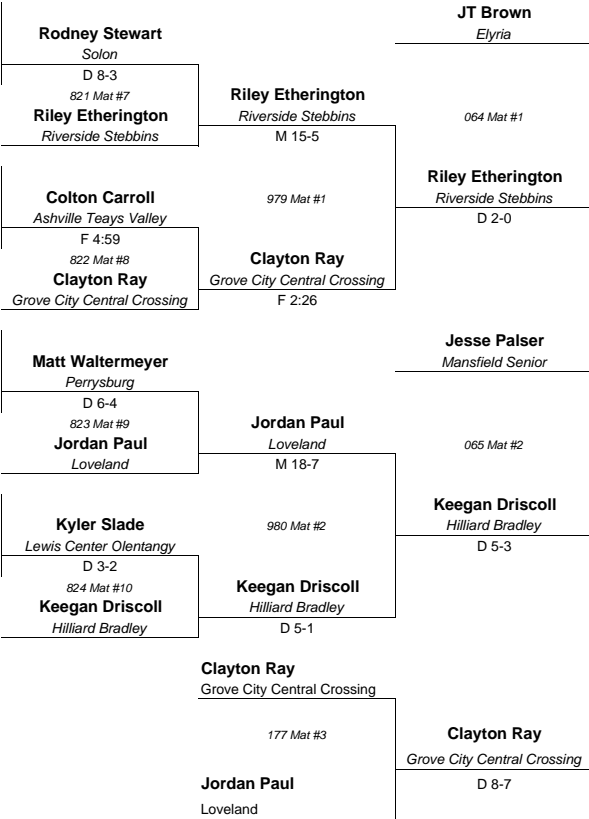 JT Brown
Elyria
Rodney Stewart
Solon
D 8-3
821 Mat #7
Riley Etherington
Riverside Stebbins
Riley Etherington
Riverside Stebbins
M 15-5
064 Mat #1
Riley Etherington
Riverside Stebbins
D 2-0
Colton Carroll
Ashville Teays Valley
F 4:59
822 Mat #8
Clayton Ray
Grove City Central Crossing
979 Mat #1
Clayton Ray
Grove City Central Crossing
F 2:26
Jesse Palser
Mansfield Senior
Matt Waltermeyer
Perrysburg
D 6-4
823 Mat #9
Jordan Paul
Loveland
Jordan Paul
Loveland
M 18-7
065 Mat #2
Keegan Driscoll
Hilliard Bradley
D 5-3
Kyler Slade
Lewis Center Olentangy
D 3-2
824 Mat #10
Keegan Driscoll
Hilliard Bradley
980 Mat #2
Keegan Driscoll
Hilliard Bradley
D 5-1
Clayton Ray
Grove City Central Crossing
177 Mat #3
Clayton Ray
Grove City Central Crossing
D 8-7
Jordan Paul
Loveland